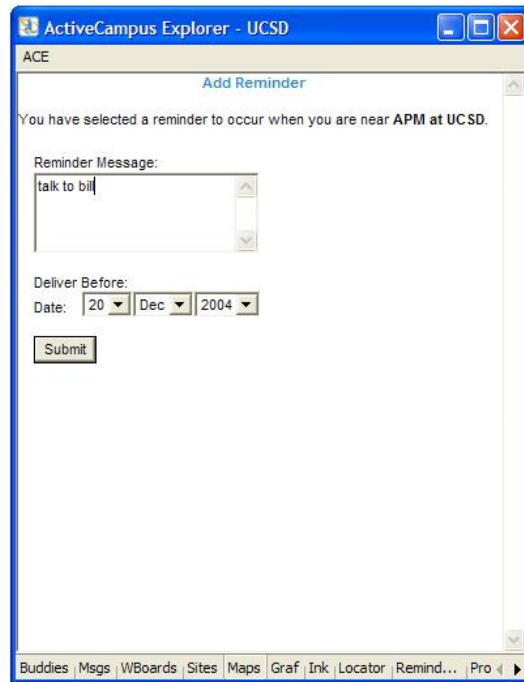 ActiveCampus Explorer - UCSD
ACE
Add Reminder
You have selected a reminder to occur when you are near APM at UCSD.
Reminder Message:
talk to bill
Deliver Before:
Date: 20 Dec 2004
Submit
Buddies Msgs WBoards Sites Maps Graf Ink Locator Remind... Pro